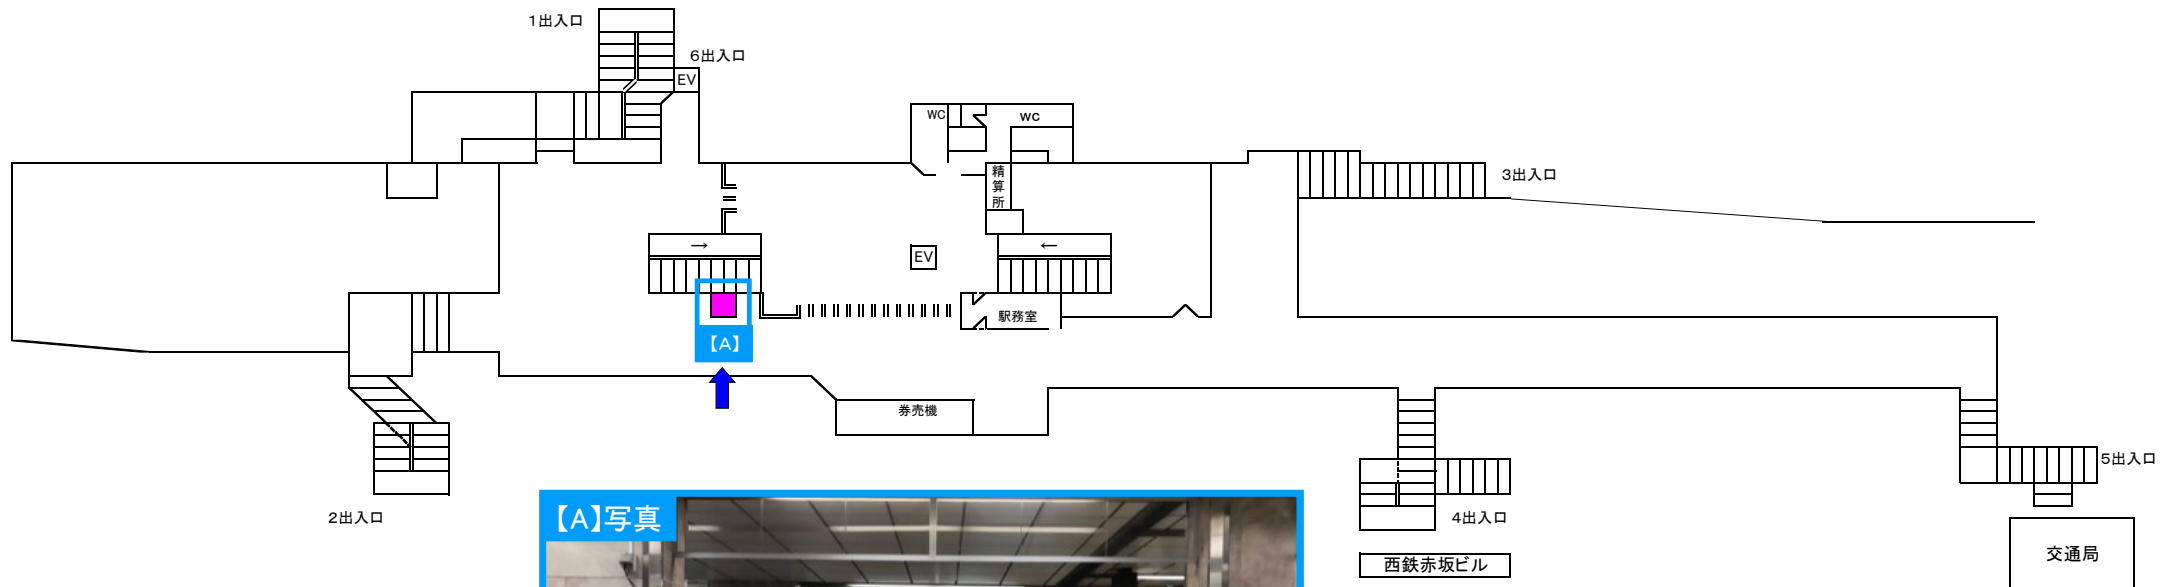 1出入口
6出入口
EV
WC
WC
精算所
3出入口
→
←
EV
駅務室
【A】
券売機
5出入口
2出入口
4出入口
【A】写真
交通局
西鉄赤坂ビル